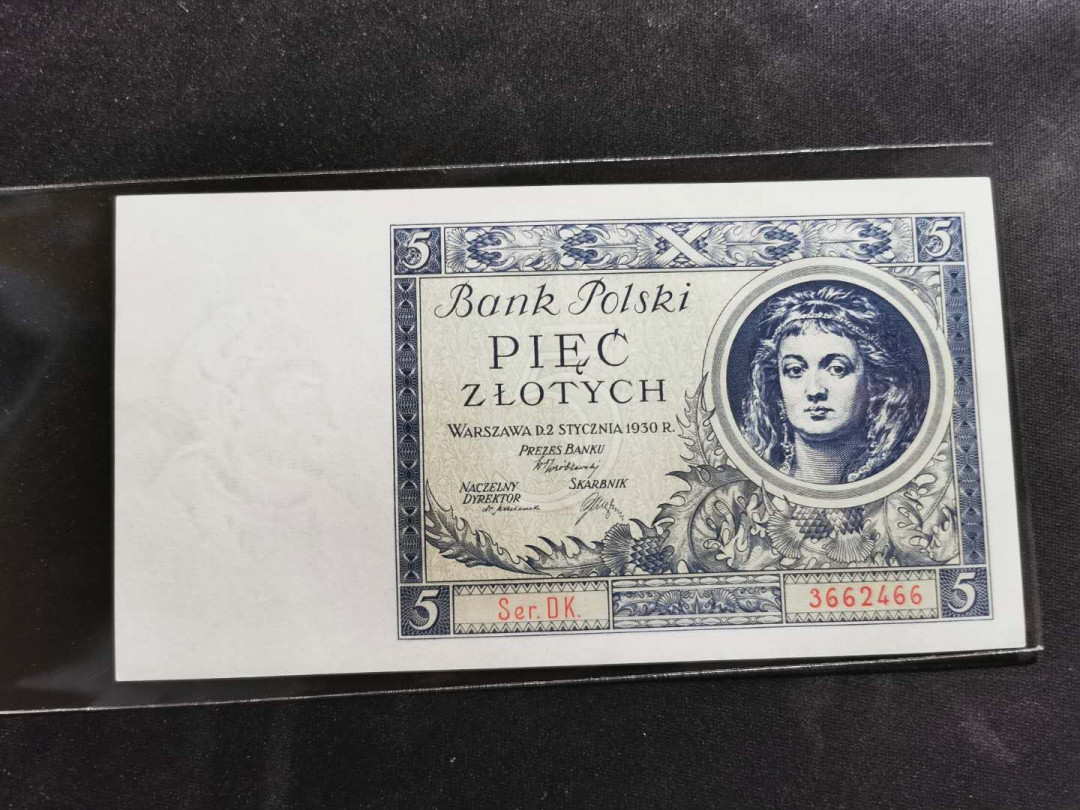 5 5
Bank Polski
PIĘĆ
ZŁOTYCH
WARSZAWA D.2 STYCZNIA 1930 R.
PREZES BANKU
NACZELNY
DYREKTOR
SKARBNIK
5 Ser. DK. 3662466 5